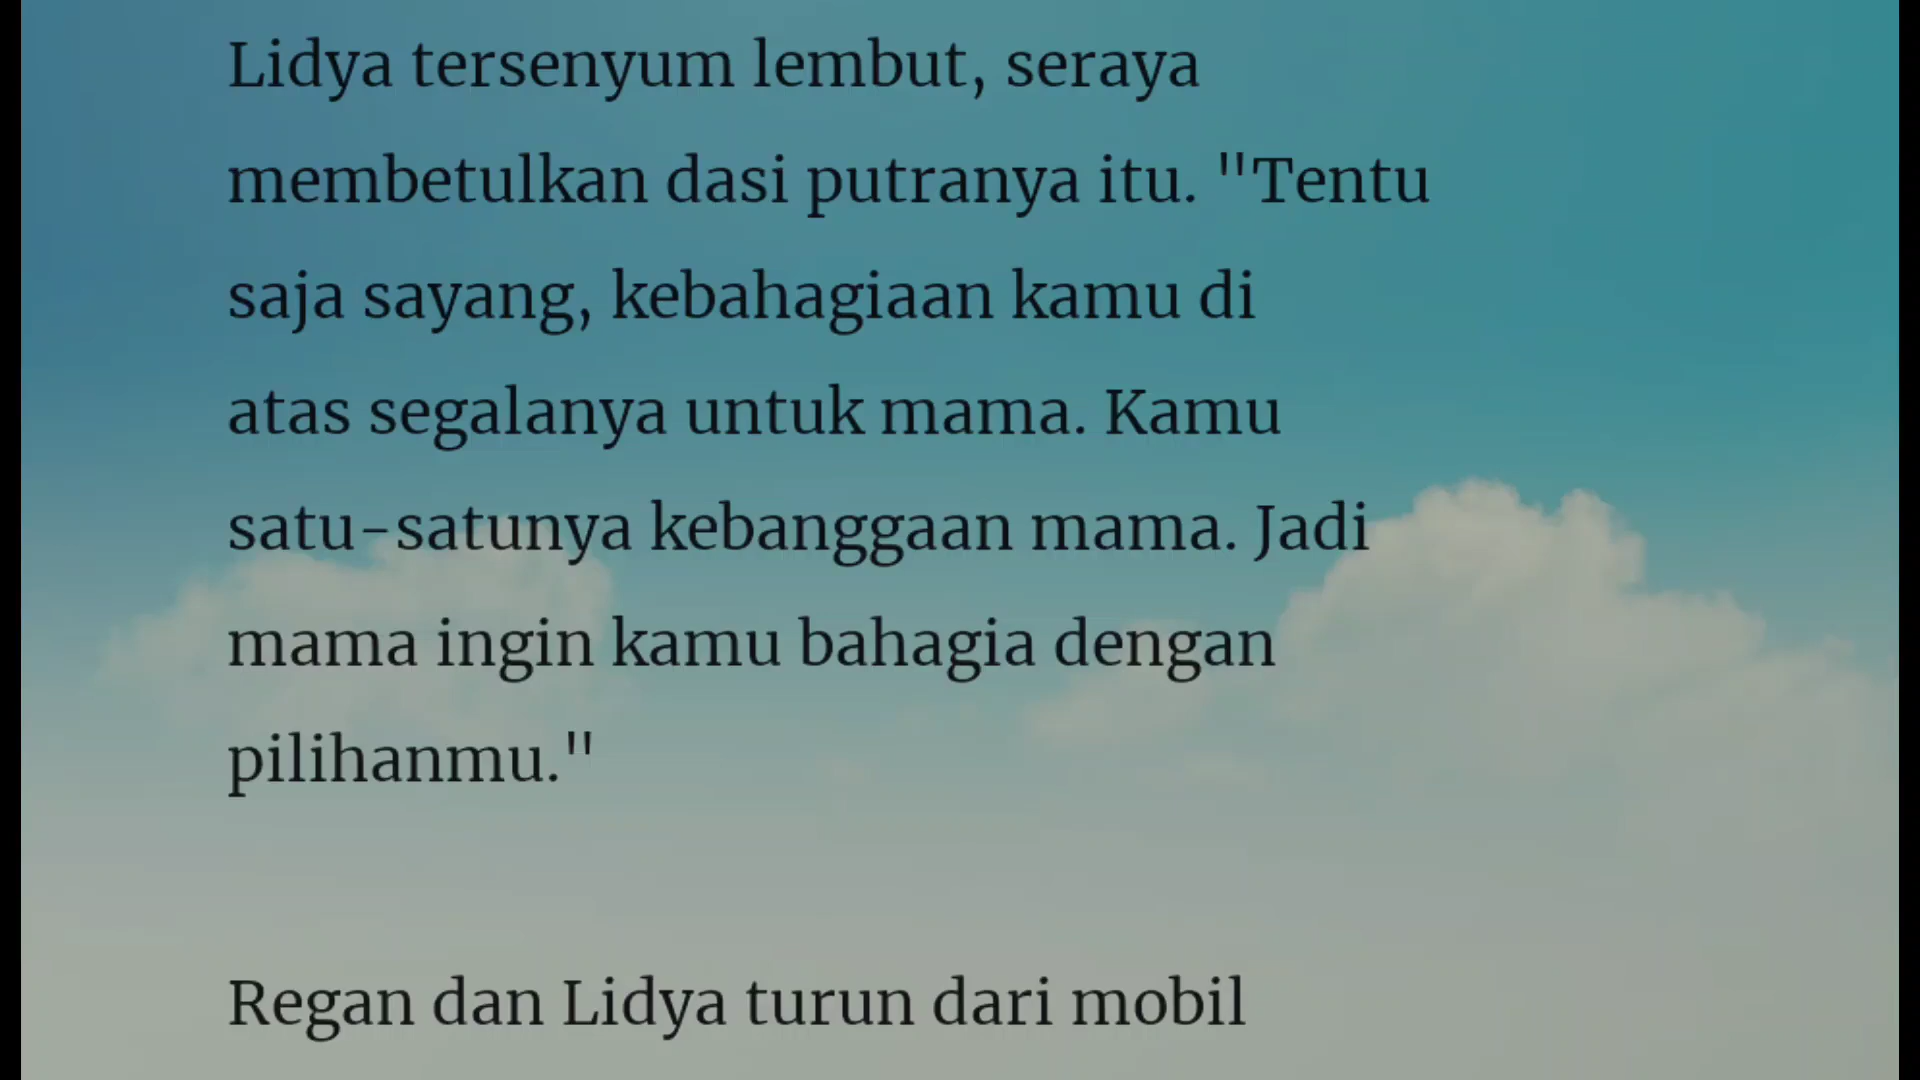 Lidya tersenyum lembut, seraya
membetulkan dasi putranya itu. "Tentu
saja sayang, kebahagiaan kamu di
atas segalanya untuk mama. Kamu
satu-satunya kebanggaan mama. Jadi
mama ingin kamu bahagia dengan
pilihanmu."
Regan dan Lidya turun dari mobil